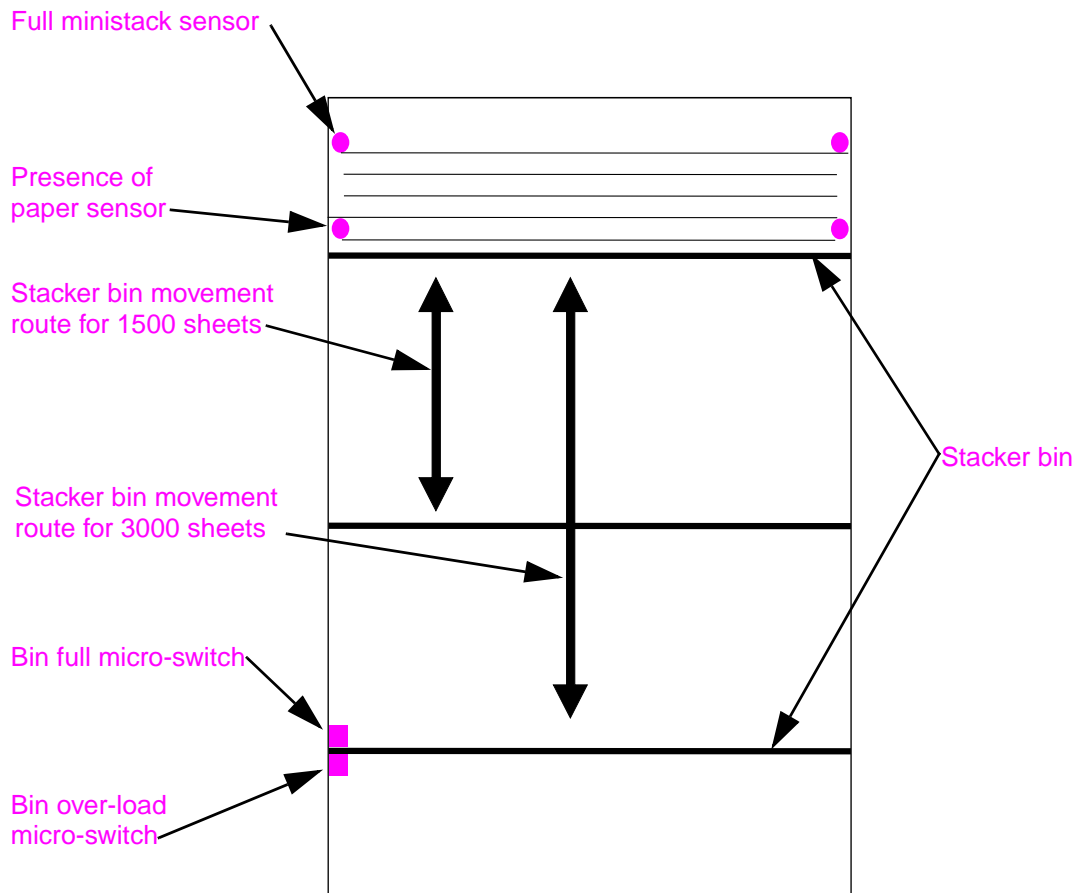 Full ministack sensor
Presence of
paper sensor
Stacker bin movement
route for 1500 sheets
Stacker bin
Stacker bin movement
route for 3000 sheets
Bin full micro-switch
Bin over-load
micro-switch